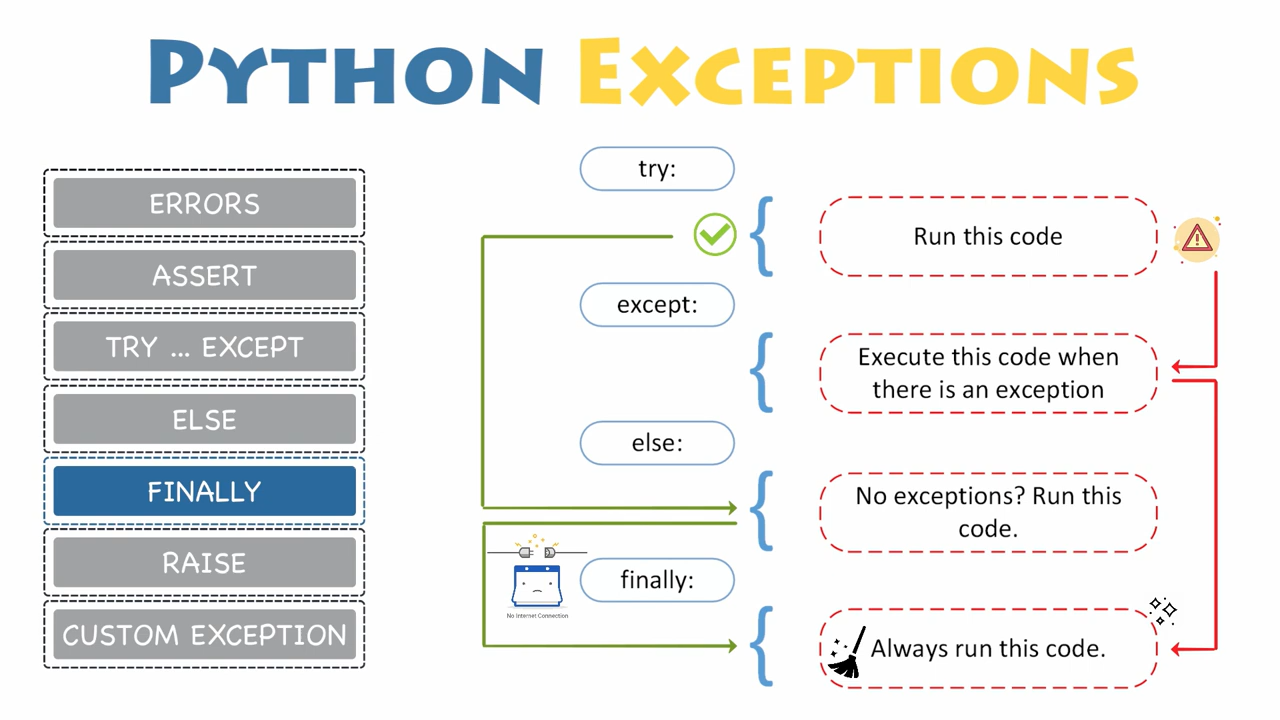 PYTHON EXCEPTIONS
ERRORS
ASSERT
TRY ... EXCEPT
ELSE
FINALLY
RAISE
CUSTOM EXCEPTION
try:
Run this code
except:
Execute this code when
there is an exception
else:
No exceptions? Run this
code.
No Internet Connection
finally:
Always run this code.